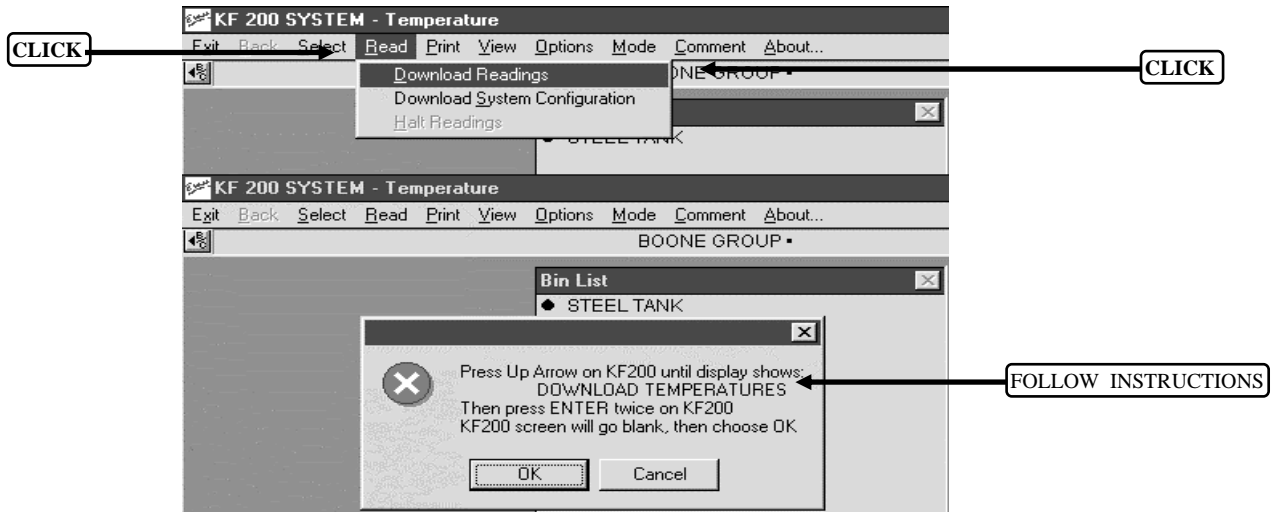 KF 200 SYSTEM - Temperature
Exit Back Select Read Print View Options Mode Comment About...
CLICK
CLICK
Download Readings
Download System Configuration
Halt Readings
STEEL TANK
KF 200 SYSTEM - Temperature
Exit Back Select Read Print View Options Mode Comment About...
BOONE GROUP
Bin List
STEEL TANK
Press Up Arrow on KF200 until display shows:
DOWNLOAD TEMPERATURES
Then press ENTER twice on KF200
KF200 screen will go blank, then choose OK
FOLLOW INSTRUCTIONS
OK Cancel